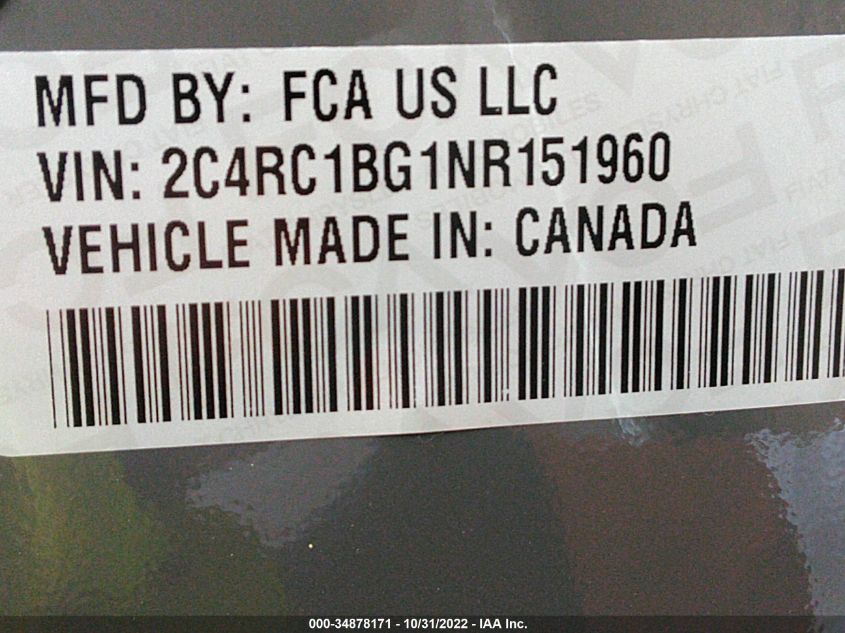 MFD BY: FCA US LLC
VIN: 2C4RC1BG1NR151960
VEHICLE MADE IN: CANADA
000-34878171 - 10/31/2022 - IAA Inc.